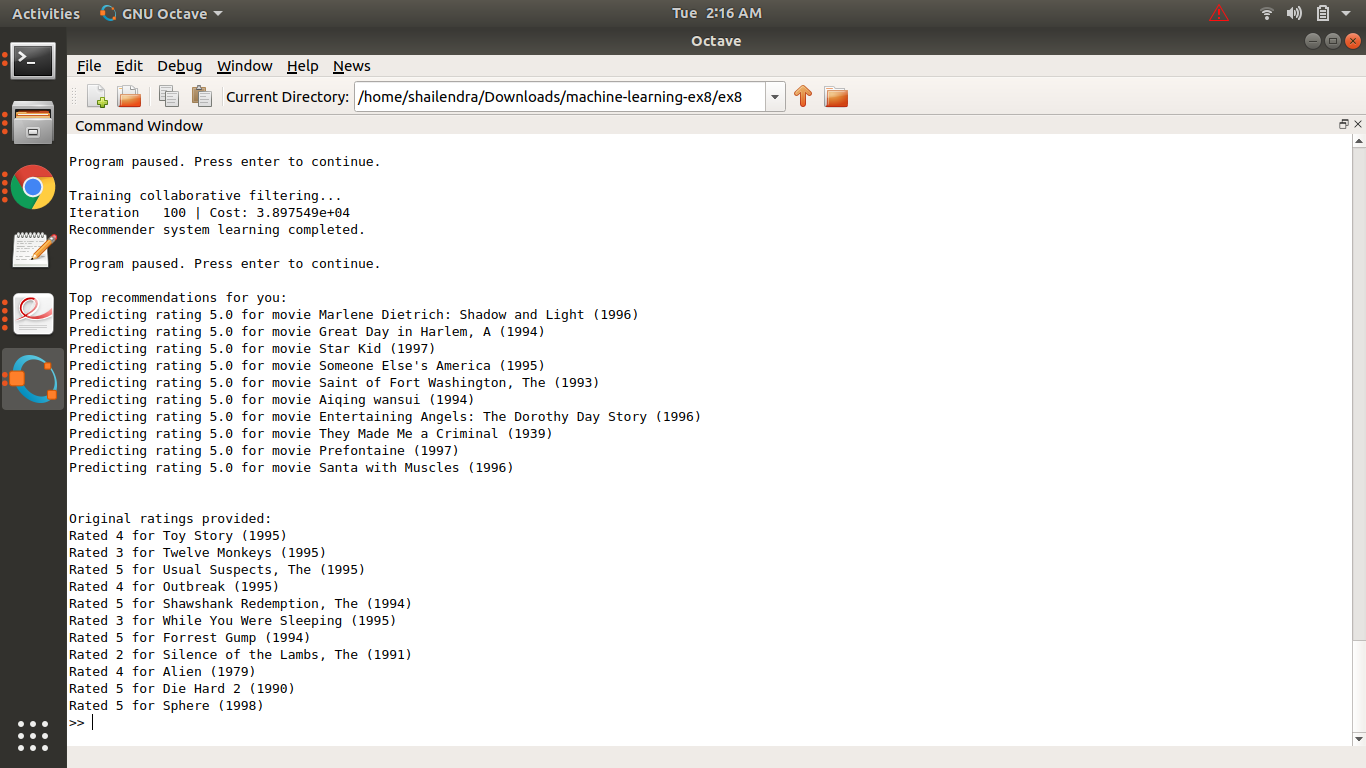 Activities GNU Octave Tue 2:16 AM
Octave
File Edit Debug Window Help News
Current Directory: /home/shailendra/Downloads/machine-learning-ex8/ex8
Command Window
Program paused. Press enter to continue.
Training collaborative filtering...
Iteration   100 | Cost: 3.897549e+04
Recommender system learning completed.
Program paused. Press enter to continue.
Top recommendations for you:
Predicting rating 5.0 for movie Marlene Dietrich: Shadow and Light (1996)
Predicting rating 5.0 for movie Great Day in Harlem, A (1994)
Predicting rating 5.0 for movie Star Kid (1997)
Predicting rating 5.0 for movie Someone Else's America (1995)
Predicting rating 5.0 for movie Saint of Fort Washington, The (1993)
Predicting rating 5.0 for movie Aiqing wansui (1994)
Predicting rating 5.0 for movie Entertaining Angels: The Dorothy Day Story (1996)
Predicting rating 5.0 for movie They Made Me a Criminal (1939)
Predicting rating 5.0 for movie Prefontaine (1997)
Predicting rating 5.0 for movie Santa with Muscles (1996)
Original ratings provided:
Rated 4 for Toy Story (1995)
Rated 3 for Twelve Monkeys (1995)
Rated 5 for Usual Suspects, The (1995)
Rated 4 for Outbreak (1995)
Rated 5 for Shawshank Redemption, The (1994)
Rated 3 for While You Were Sleeping (1995)
Rated 5 for Forrest Gump (1994)
Rated 2 for Silence of the Lambs, The (1991)
Rated 4 for Alien (1979)
Rated 5 for Die Hard 2 (1990)
Rated 5 for Sphere (1998)
>>